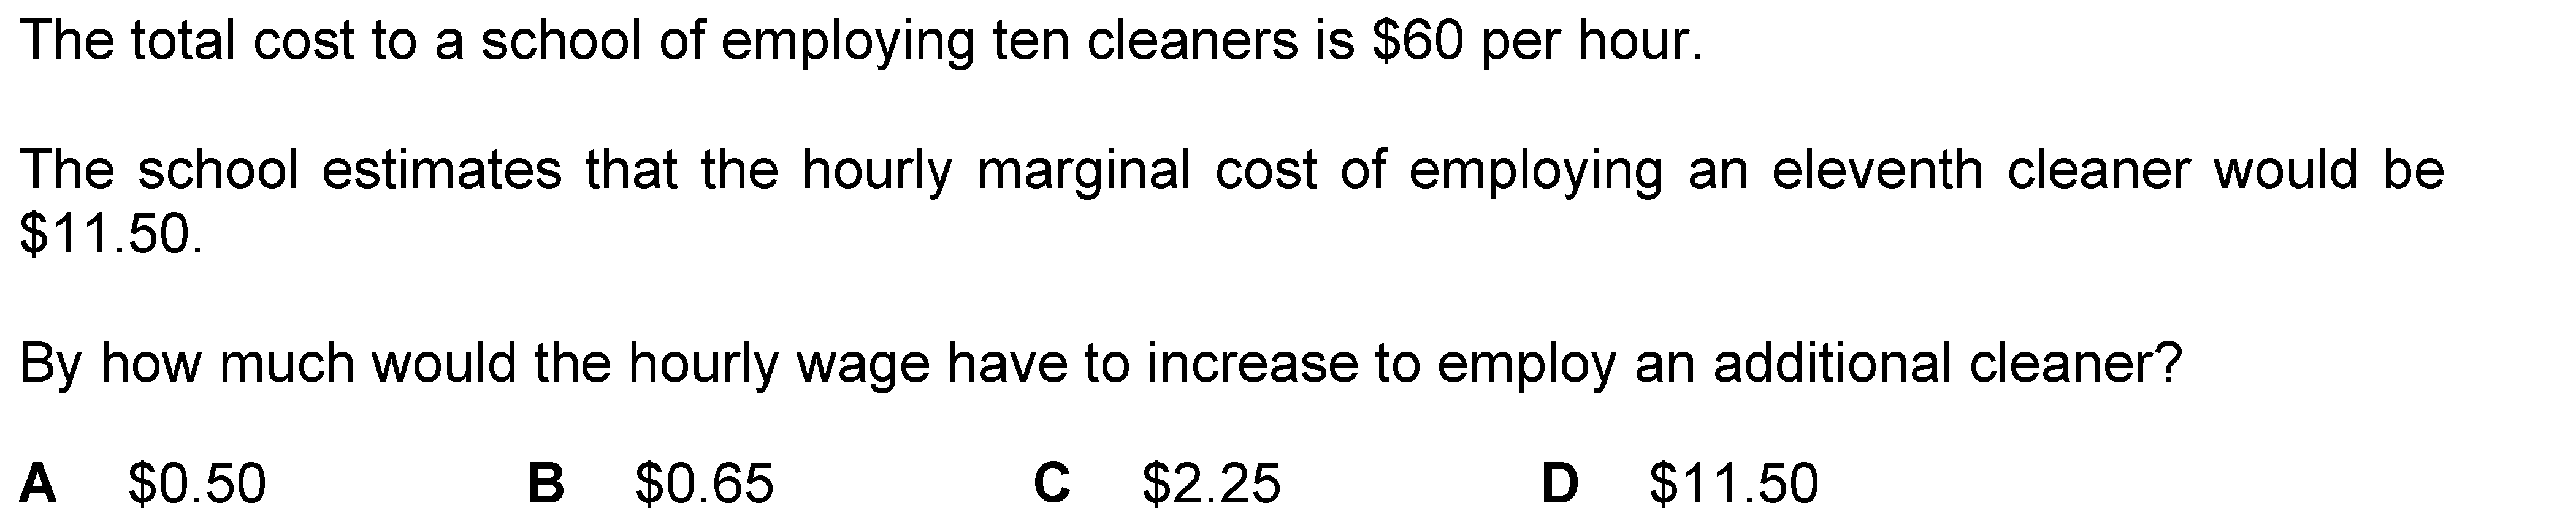 The total cost to a school of employing ten cleaners is $60 per hour.
The school estimates that the hourly marginal cost of employing an eleventh cleaner would be
$11.50.
By how much would the hourly wage have to increase to employ an additional cleaner?
A $0.50 B $0.65 C $2.25 D $11.50